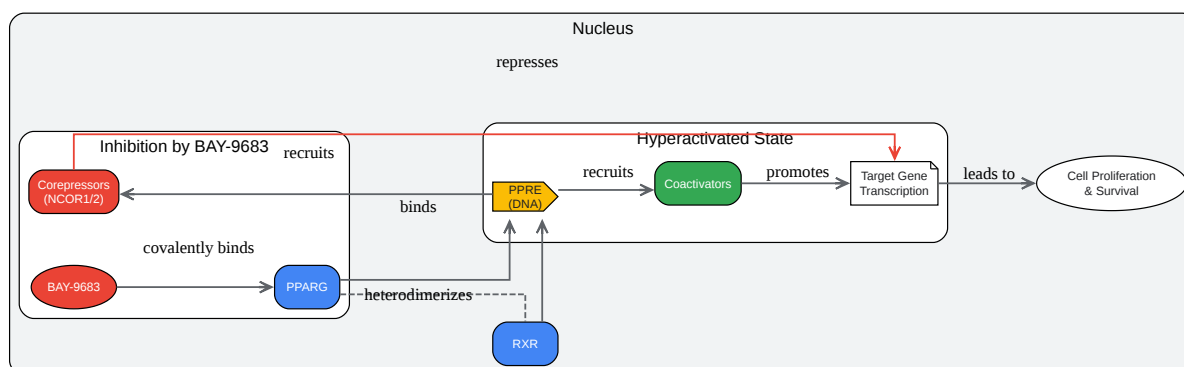 Nucleus
represses
Inhibition by BAY-9683
Hyperactivated State
recruits
Corepressors
(NCOR1/2)
PPRE
(DNA)
recruits
Coactivators
promotes
Target Gene
Transcription
leads to
Cell Proliferation
& Survival
binds
covalently binds
BAY-9683
PPARG
heterodimerizes
RXR